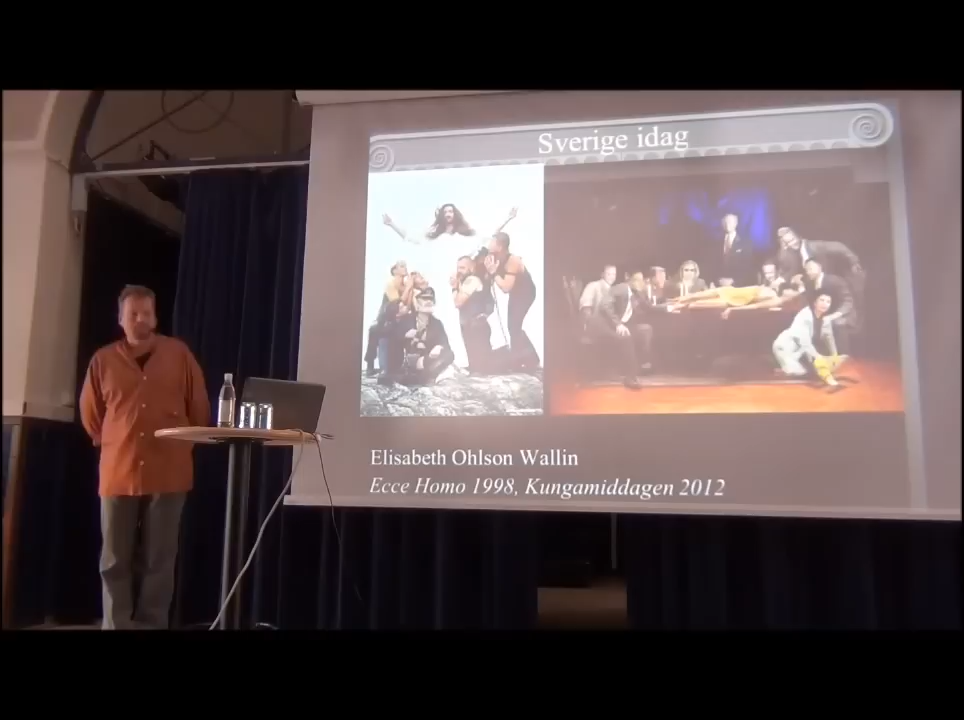 Sverige idag
Elisabeth Ohlson Wallin
Ecce Homo 1998, Kungamiddagen 2012